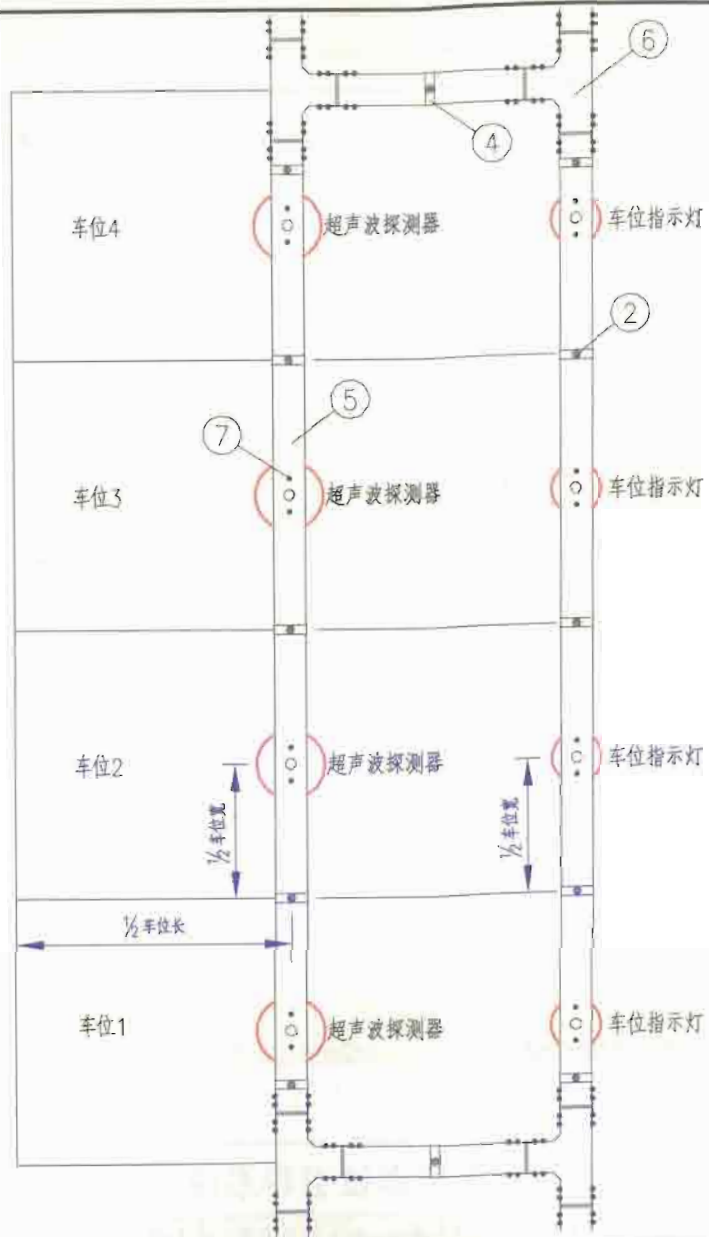 ⑥
④
车位4
超声波探测器
车位指示灯
②
⑤
⑦
车位3
超声波探测器
车位指示灯
车位2
超声波探测器
车位指示灯
½车位宽
½车位宽
½车位长
车位1
超声波探测器
车位指示灯